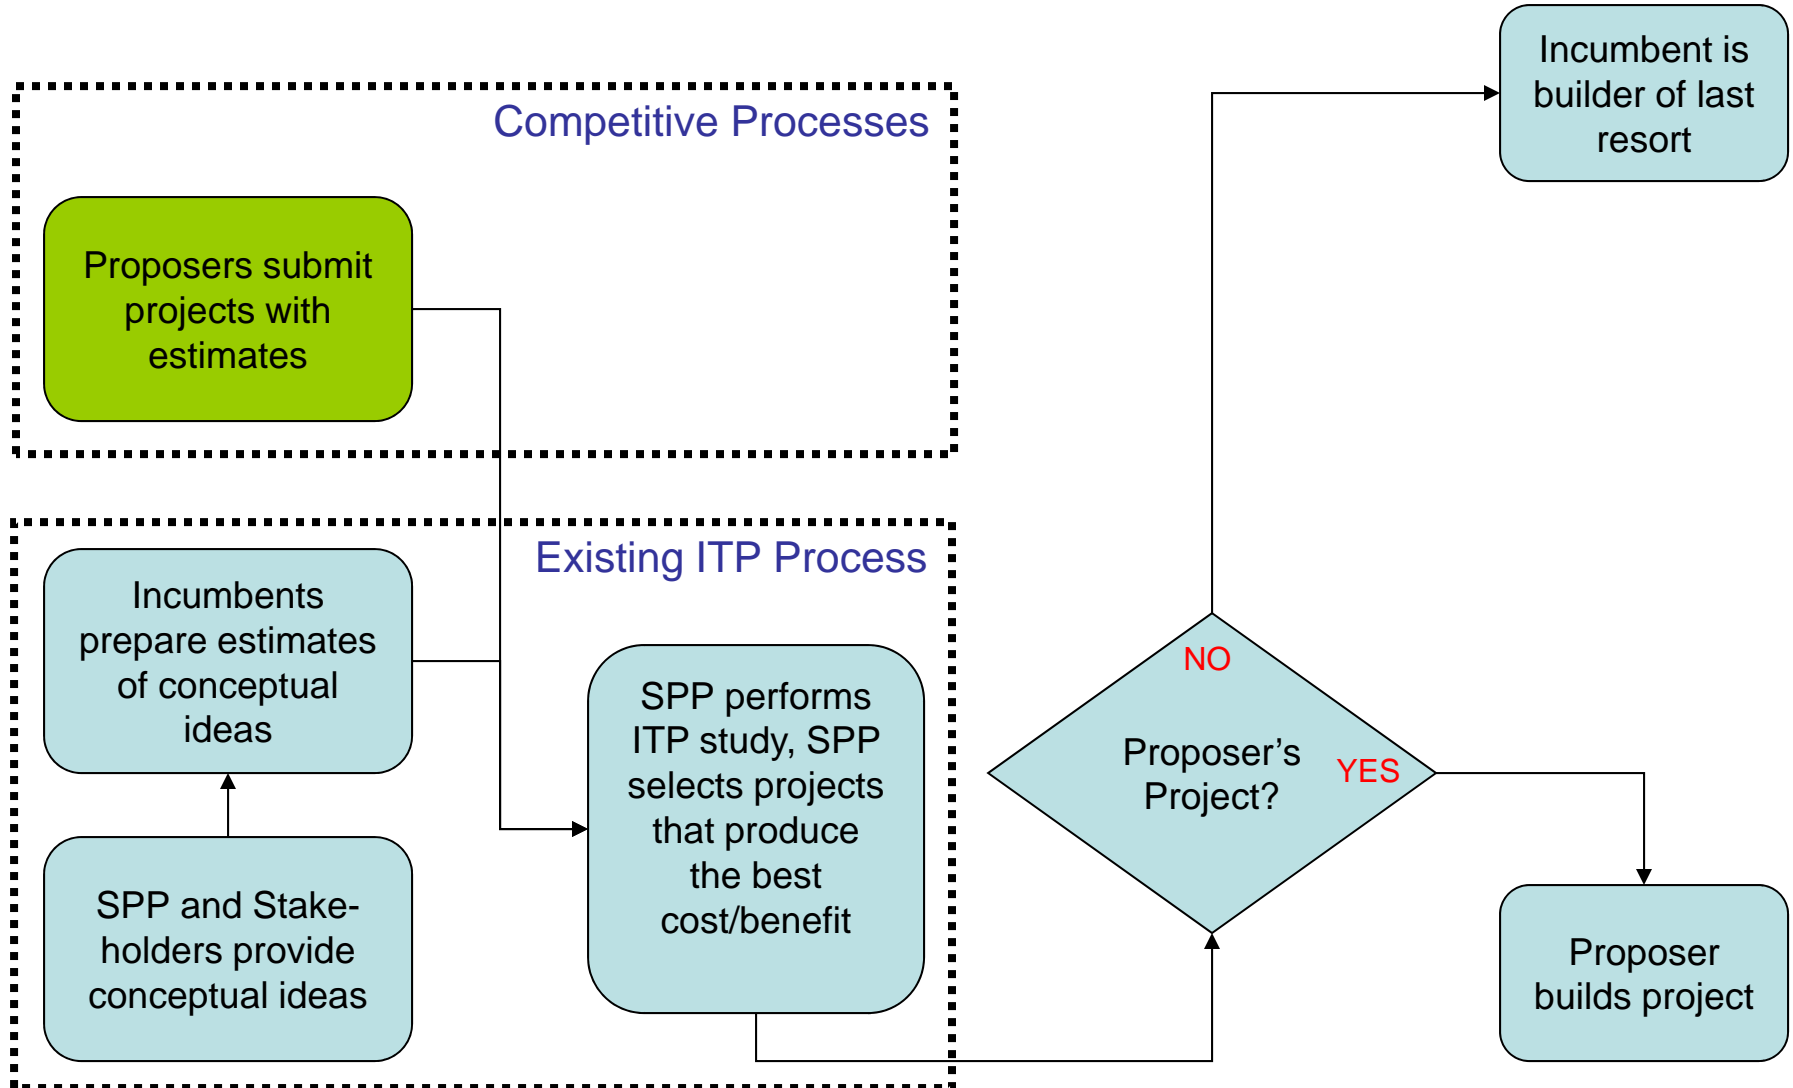 Incumbent is
builder of last
resort
Competitive Processes
Proposers submit
projects with
estimates
Existing ITP Process
Incumbents
prepare estimates
of conceptual
ideas
SPP performs
ITP study, SPP
selects projects
that produce
the best
cost/benefit
SPP and Stake-
holders provide
conceptual ideas
NO
Proposer’s
Project?
YES
Proposer
builds project